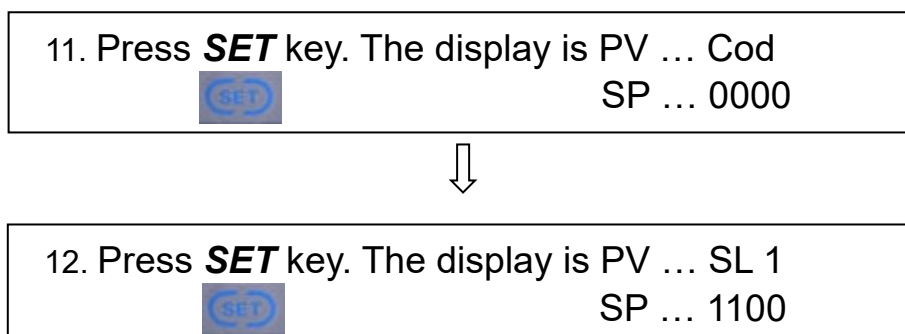 11. Press SET key. The display is PV … Cod
SET
SP … 0000
12. Press SET key. The display is PV … SL 1
SET
SP … 1100